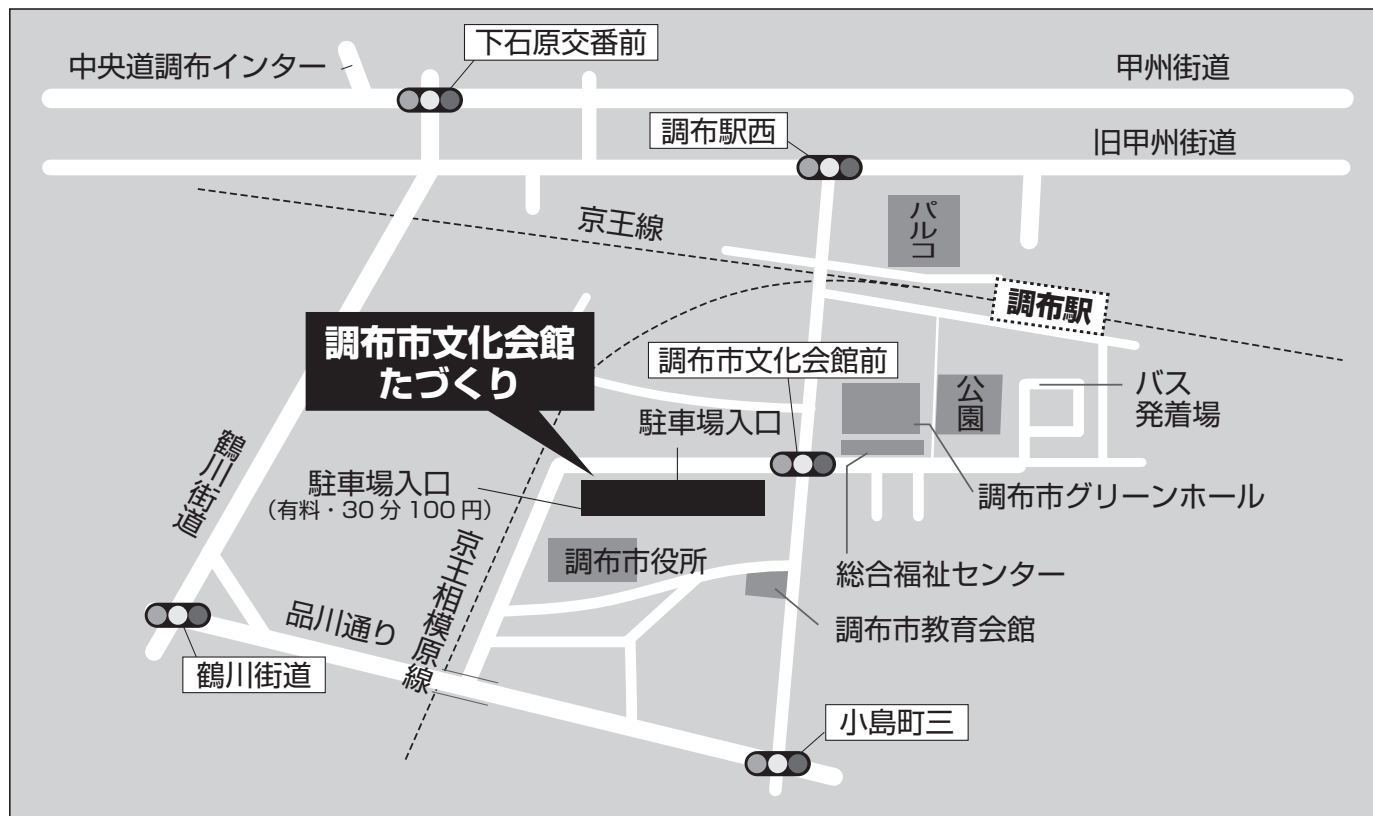 下石原交番前
中央道調布インター
甲州街道
調布駅西
旧甲州街道
パルコ
京王線
調布駅
調布市文化会館
たづくり
調布市文化会館前
公園
バス
発着場
駐車場入口
鶴川街道
駐車場入口
(有料・30分100円)
調布市グリーンホール
京王相模原線
調布市役所
総合福祉センター
品川通り
調布市教育会館
鶴川街道
小島町三